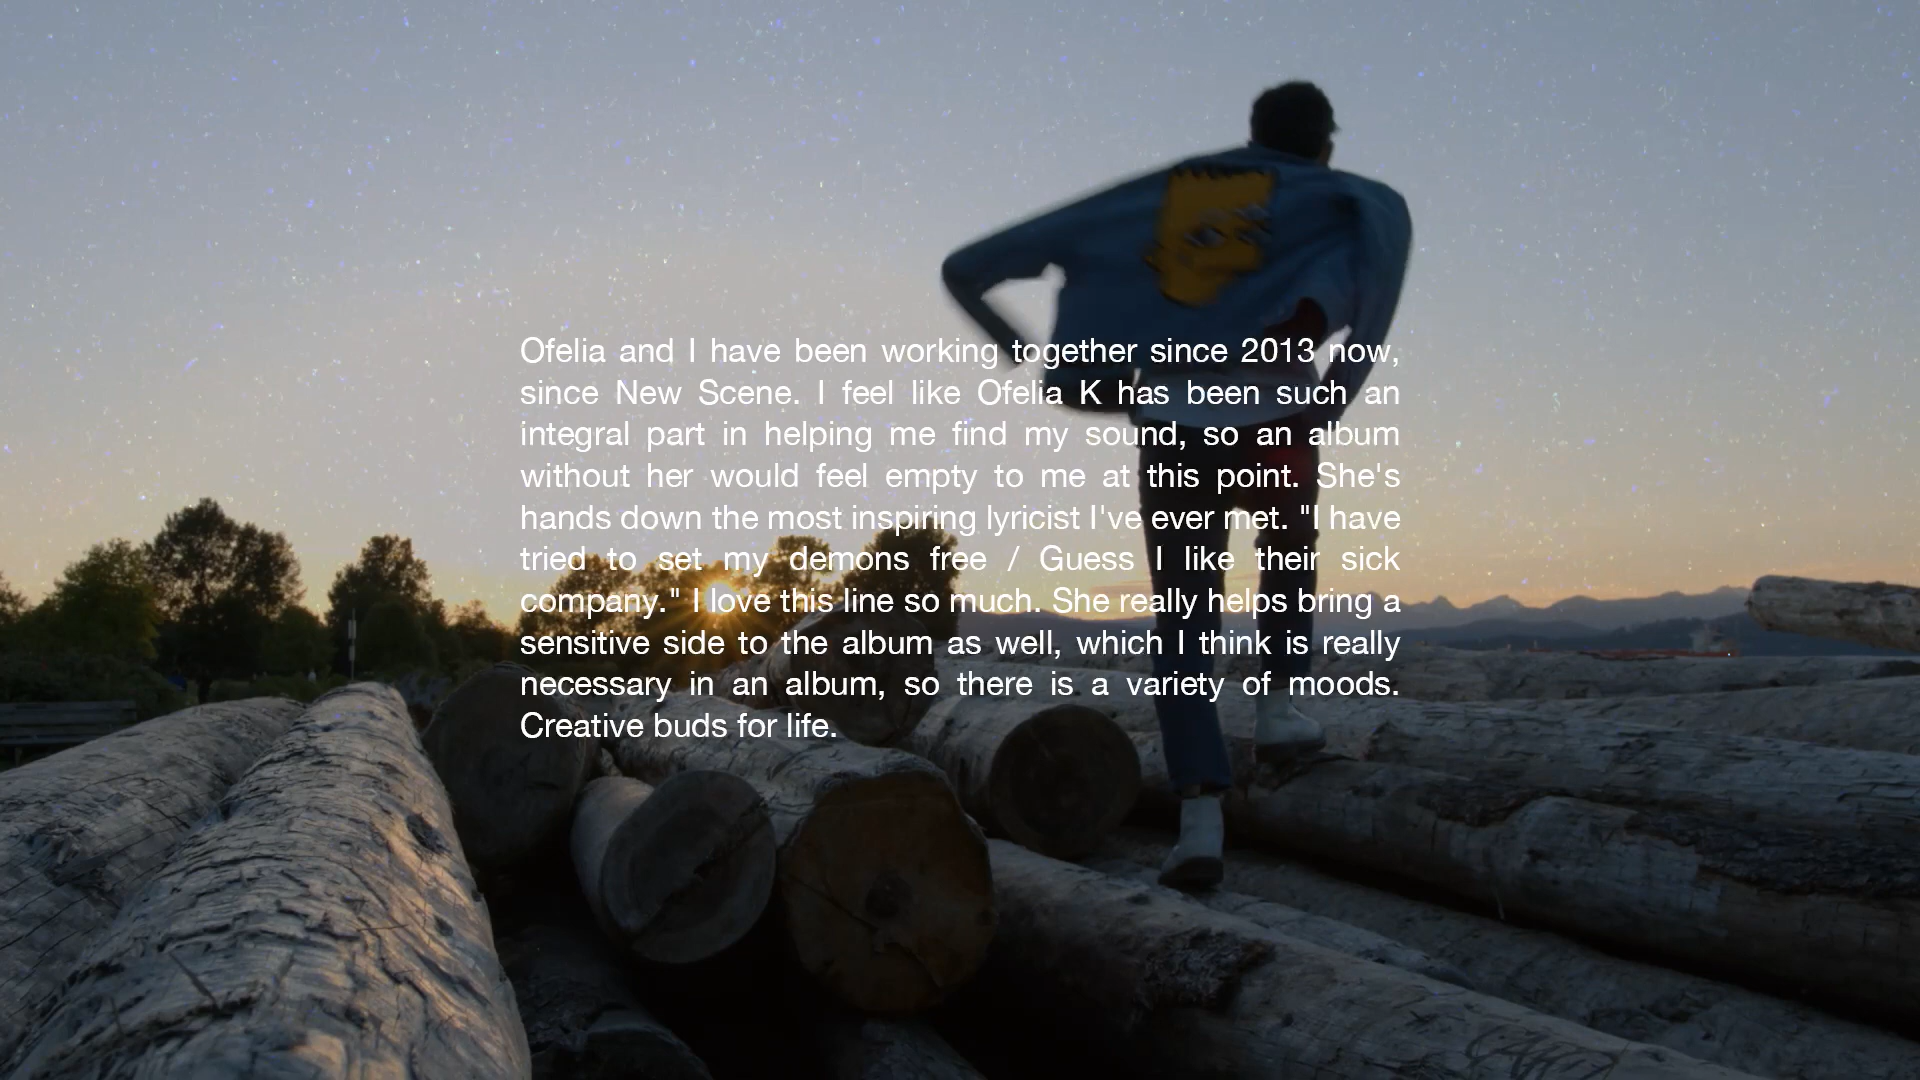 Ofelia and I have been working together since 2013 now,
since New Scene. I feel like Ofelia K has been such an
integral part in helping me find my sound, so an album
without her would feel empty to me at this point. She's
hands down the most inspiring lyricist I've ever met. "I have
tried to set my demons free / Guess I like their sick
company." I love this line so much. She really helps bring a
sensitive side to the album as well, which I think is really
necessary in an album, so there is a variety of moods.
Creative buds for life.